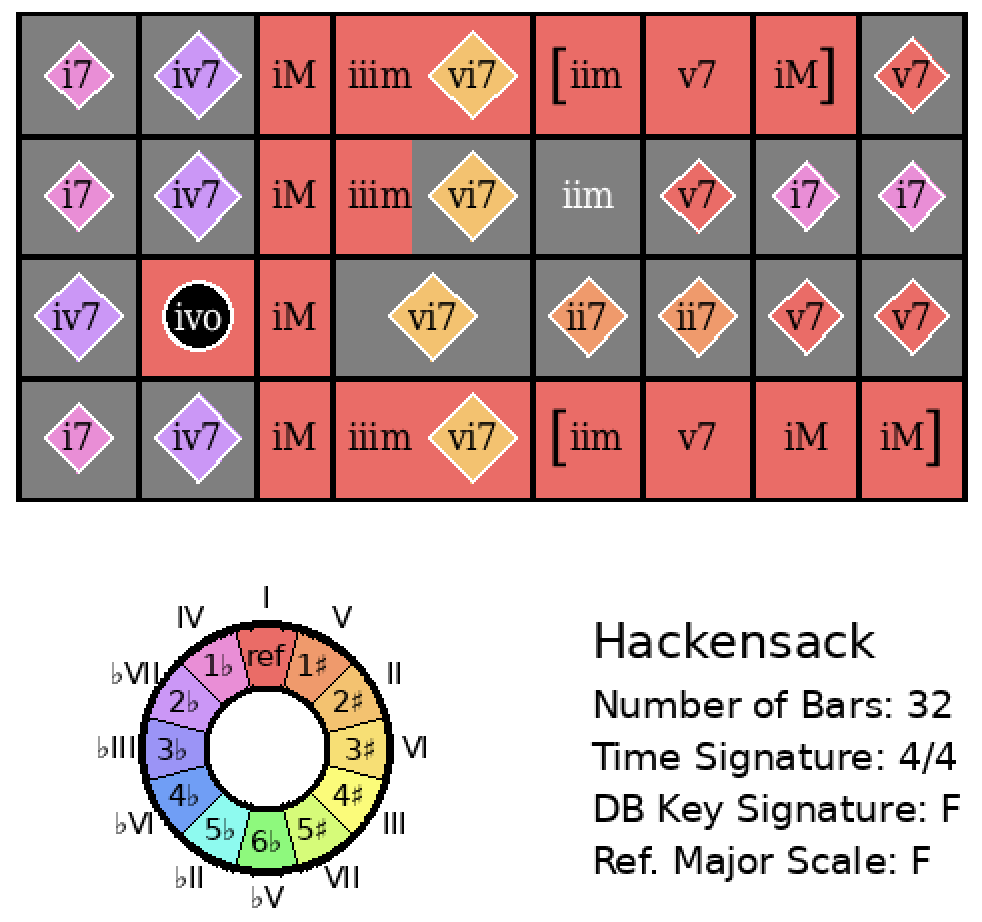 i7 iv7 iM iiim vi7 [iim v7 iM] v7
i7 iv7 iM iiim vi7 iim v7 i7 i7
iv7 ivo iM vi7 ii7 ii7 v7 v7
i7 iv7 iM iiim vi7 [iim v7 iM iM]
I
IV V
♭VII II
♭III VI
♭VI III
♭II VII
♭V
ref
1♭ 1♯
2♭ 2♯
3♭ 3♯
4♭ 4♯
5♭ 5♯
6♭
Hackensack
Number of Bars: 32
Time Signature: 4/4
DB Key Signature: F
Ref. Major Scale: F